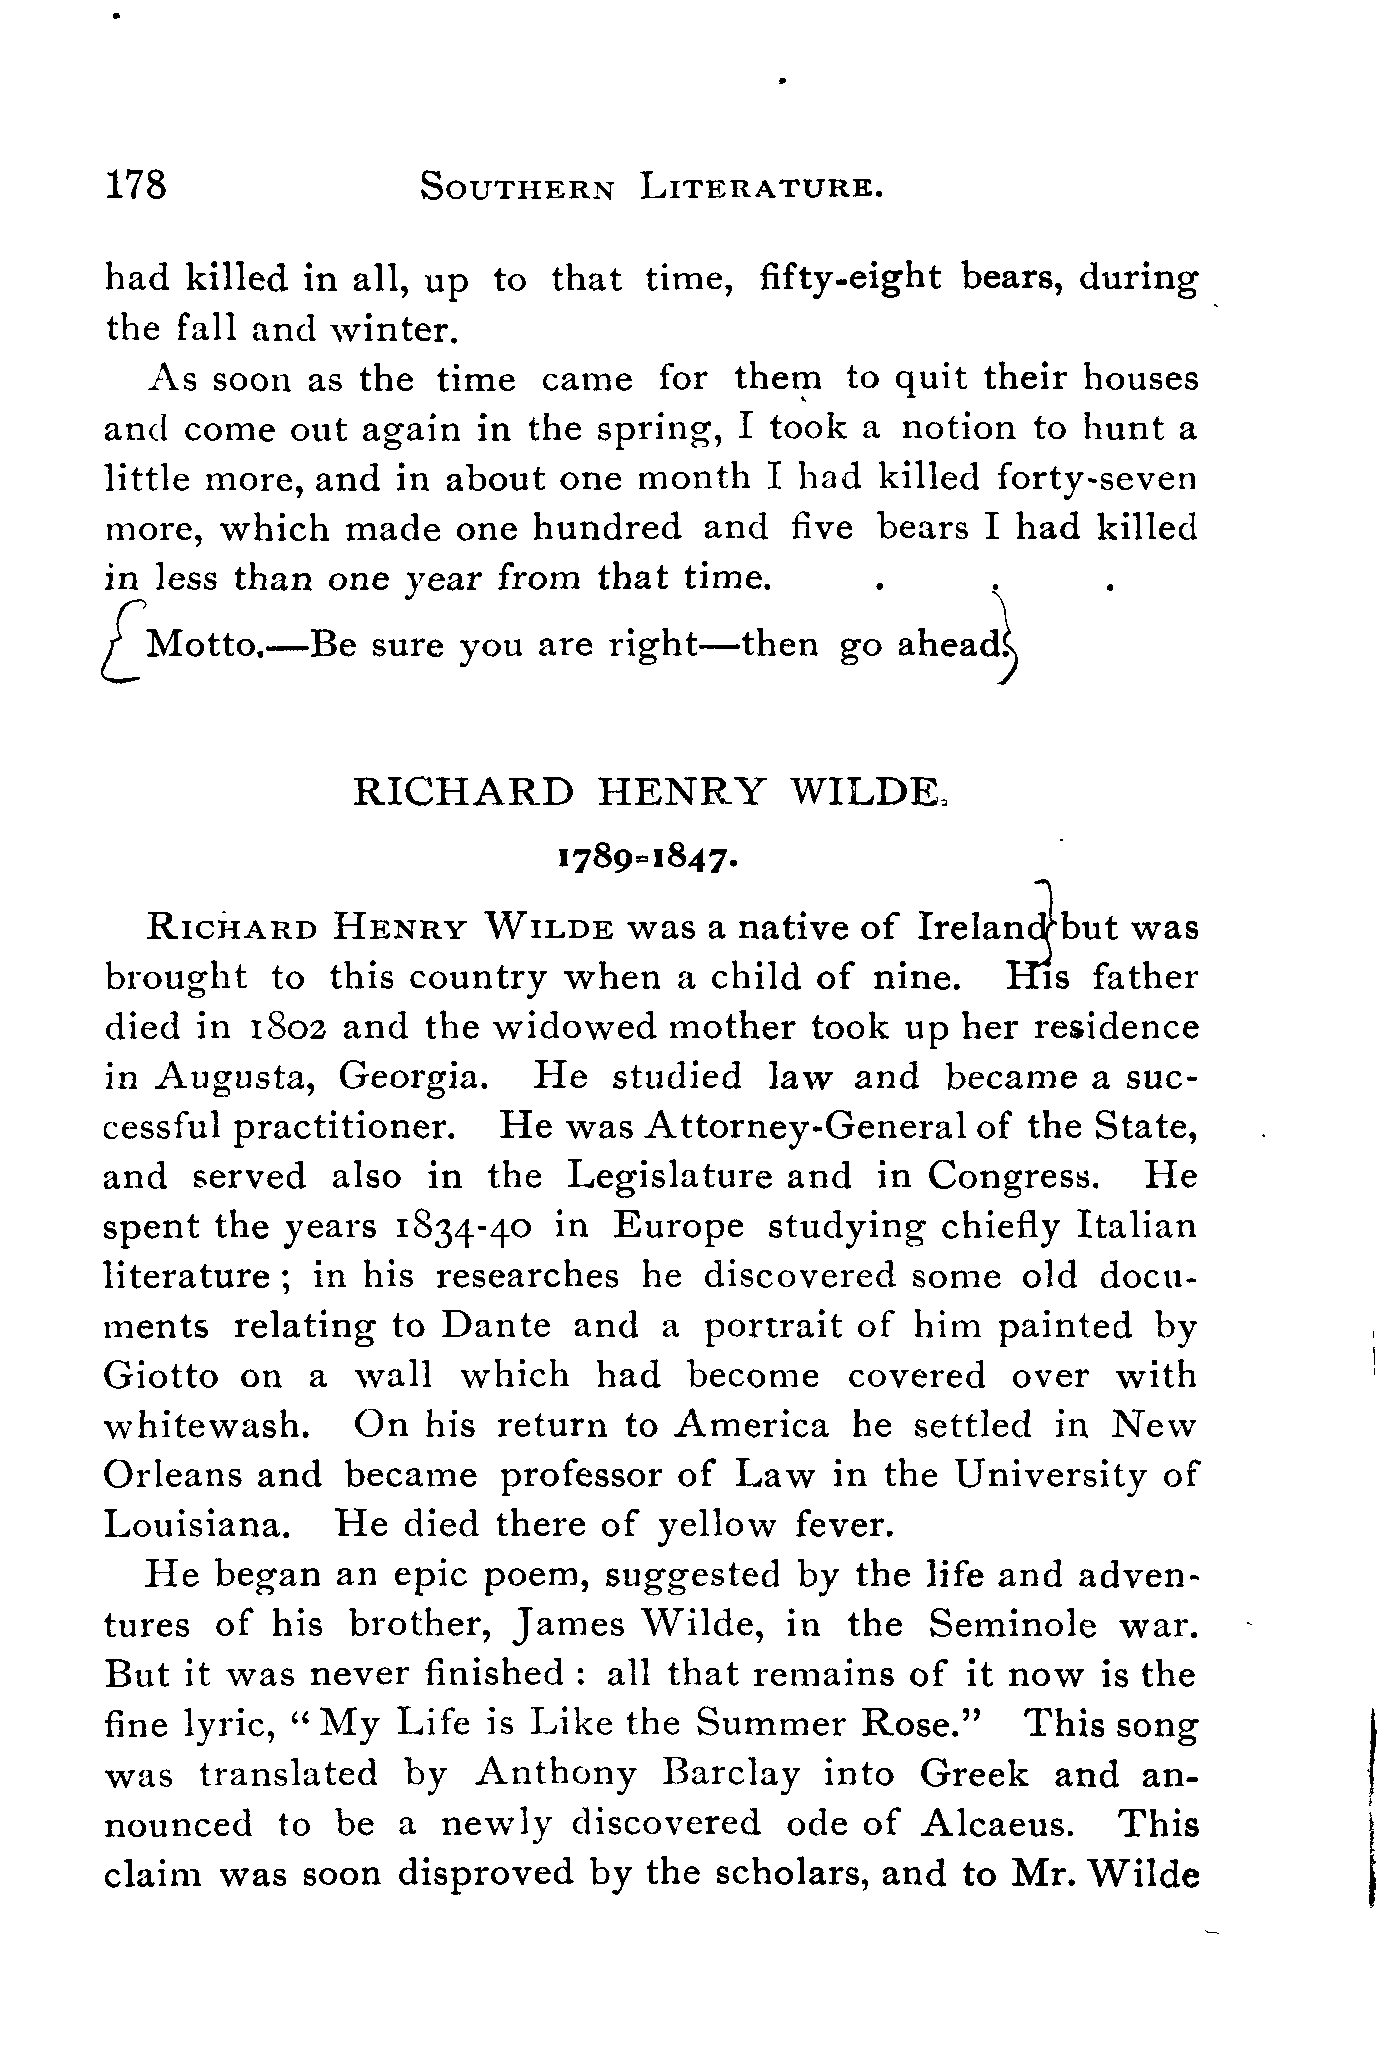 178 SOUTHERN LITERATURE.
had killed in all, up to that time, fifty-eight bears, during
the fall and winter.
As soon as the time came for them to quit their houses
and come out again in the spring, I took a notion to hunt a
little more, and in about one month I had killed forty-seven
more, which made one hundred and five bears I had killed
in less than one year from that time. . . .
{ Motto.—Be sure you are right—then go ahead. }
RICHARD HENRY WILDE.
1789=1847.
RICHARD HENRY WILDE was a native of Ireland } but was
brought to this country when a child of nine. His father
died in 1802 and the widowed mother took up her residence
in Augusta, Georgia. He studied law and became a suc-
cessful practitioner. He was Attorney-General of the State,
and served also in the Legislature and in Congress. He
spent the years 1834-40 in Europe studying chiefly Italian
literature ; in his researches he discovered some old docu-
ments relating to Dante and a portrait of him painted by
Giotto on a wall which had become covered over with
whitewash. On his return to America he settled in New
Orleans and became professor of Law in the University of
Louisiana. He died there of yellow fever.
He began an epic poem, suggested by the life and adven-
tures of his brother, James Wilde, in the Seminole war.
But it was never finished : all that remains of it now is the
fine lyric, “ My Life is Like the Summer Rose.” This song
was translated by Anthony Barclay into Greek and an-
nounced to be a newly discovered ode of Alcaeus. This
claim was soon disproved by the scholars, and to Mr. Wilde